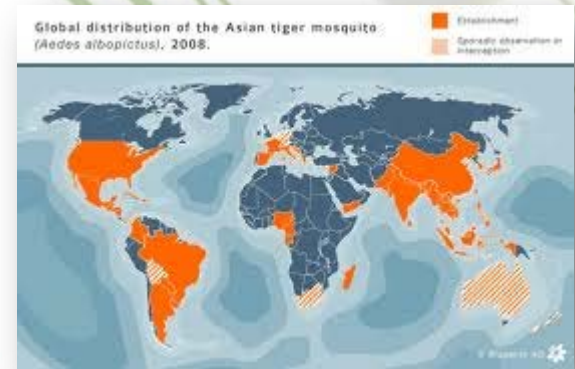 Global distribution of the Asian tiger mosquito
(Aedes albopictus), 2008.
Establishment
Sporadic observation or
interception